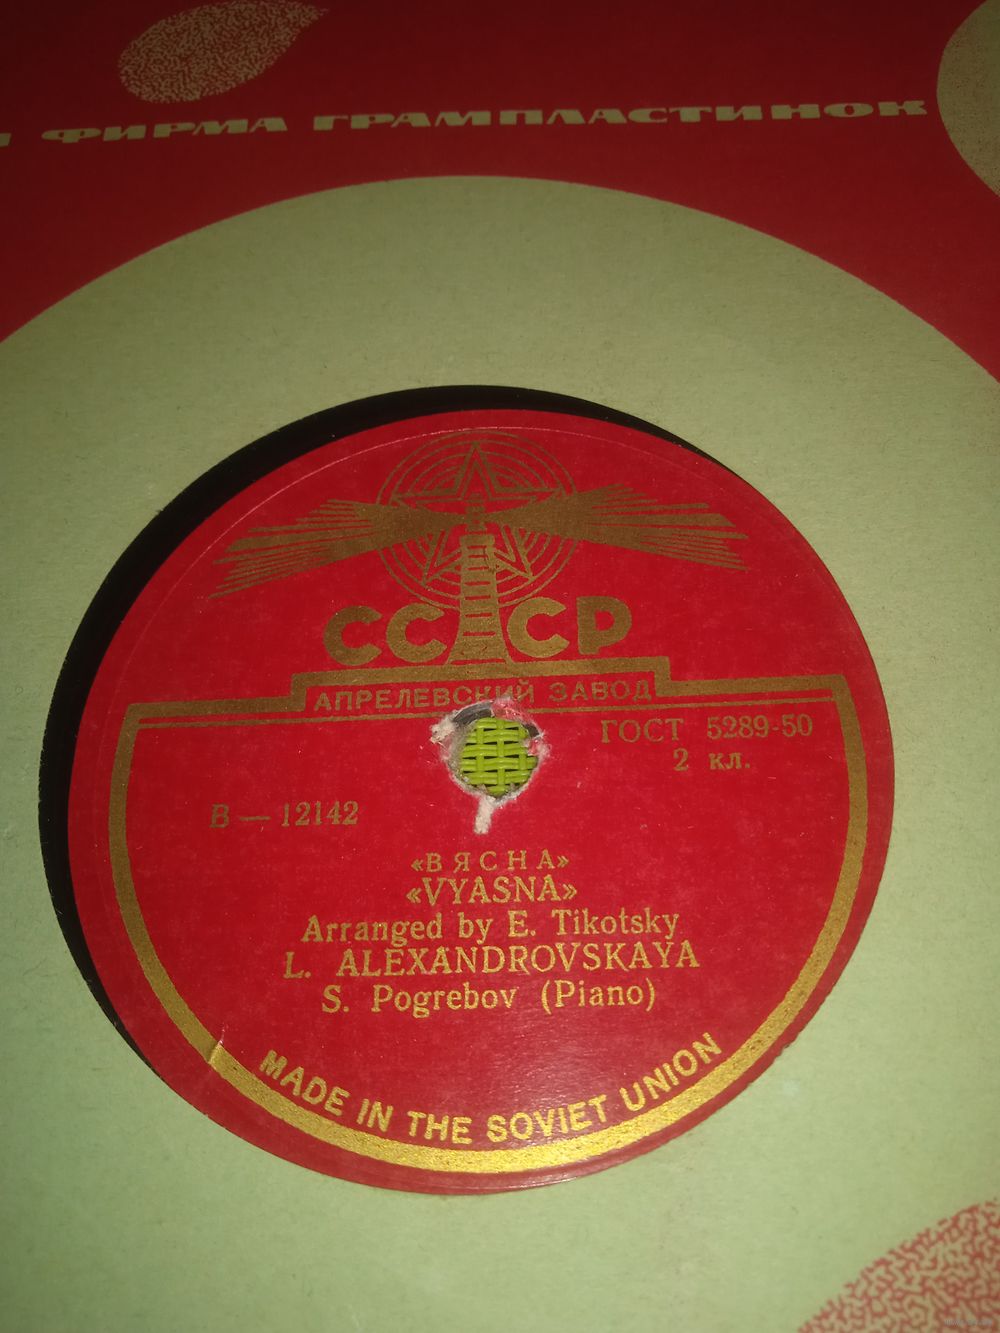 ФИРМА ГРАМПЛАСТИНОК
СССР
АПРЕЛЕВСКИЙ ЗАВОД
ГОСТ 5289-50
2 кл.
В — 12142
«ВЯСНА»
«VYASNA»
Arranged by E. Tikotsky
L. ALEXANDROVSKAYA
S. Pogrebov (Piano)
MADE IN THE SOVIET UNION